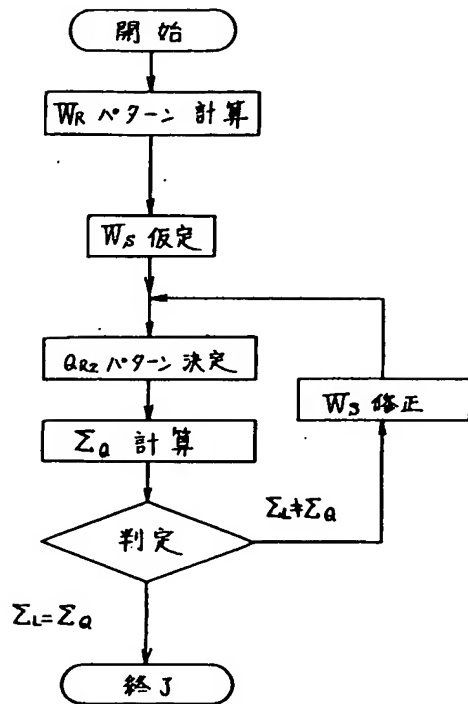 開始
WR パターン 計算
WS 仮定
QR2 パターン 決定
ΣQ 計算
WS 修正
判定
ΣL≠ΣQ
ΣL=ΣQ
終了